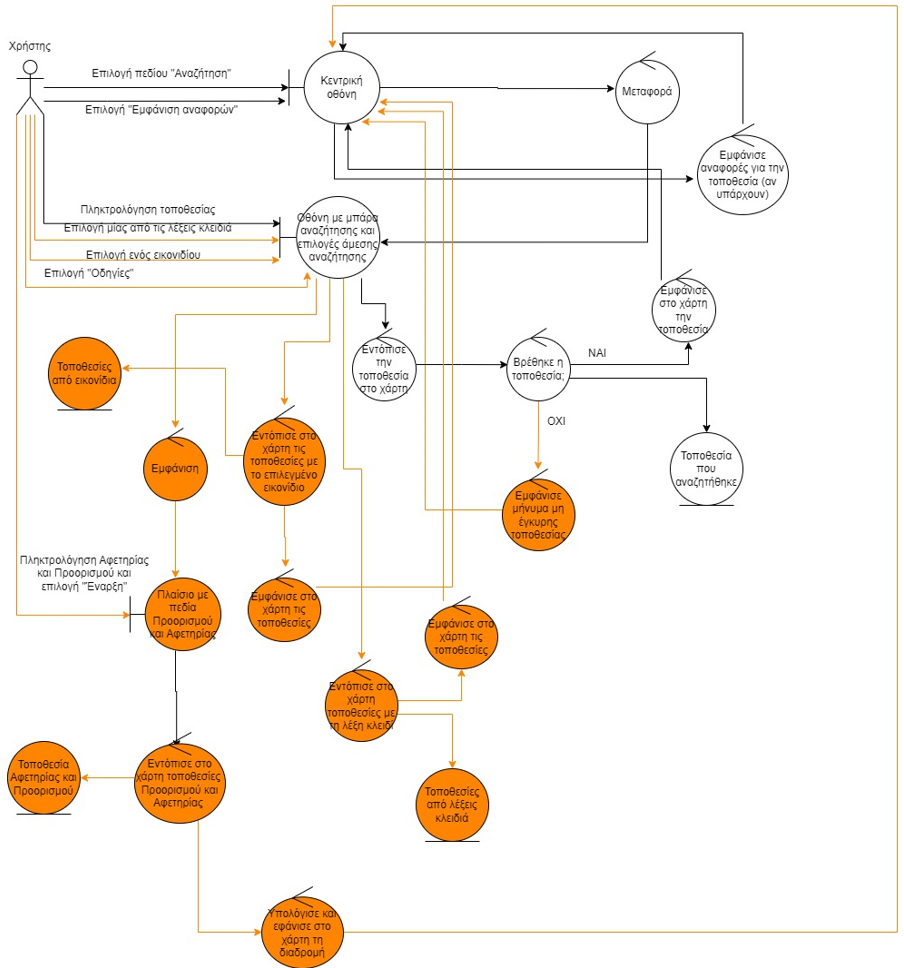 Χρήστης
Επιλογή πεδίου "Αναζήτηση"
Επιλογή "Εμφάνιση αναφορών"
Κεντρική
οθόνη
Μεταφορά
Εμφάνισε
αναφορές για την
τοποθεσία (αν
υπάρχουν)
Πληκτρολόγηση τοποθεσίας
Επιλογή μίας από τις λέξεις κλειδιά
Επιλογή ενός εικονιδίου
Επιλογή "Οδηγίες"
Οθόνη με μπάρα
αναζήτησης και
επιλογές άμεσης
αναζήτησης
Εμφάνισε
στο χάρτη
την
τοποθεσία
Τοποθεσίες
από εικονίδια
Εντόπισε
την
τοποθεσία
στο χάρτη
Βρέθηκε η
τοποθεσία;
ΝΑΙ
ΟΧΙ
Εμφάνιση
Εντόπισε στο
χάρτη τις
τοποθεσίες με
το επιλεγμένο
εικονίδιο
Τοποθεσία
που
αναζητήθηκε
Εμφάνισε
μήνυμα μη
έγκυρης
τοποθεσίας
Πληκτρολόγηση Αφετηρίας
και Προορισμού και
επιλογή "Έναρξη"
Πλαίσιο με
πεδία
Προορισμού
και Αφετηρίας
Εμφάνισε στο
χάρτη τις
τοποθεσίες
Εμφάνισε στο
χάρτη τις
τοποθεσίες
Εντόπισε στο
χάρτη
τοποθεσίες με
τη λέξη κλειδί
Τοποθεσία
Αφετηρίας και
Προορισμού
Εντόπισε στο
χάρτη τοποθεσίες
Προορισμού και
Αφετηρίας
Τοποθεσίες
από λέξεις
κλειδιά
Υπολόγισε και
εφάνισε στο
χάρτη τη
διαδρομή